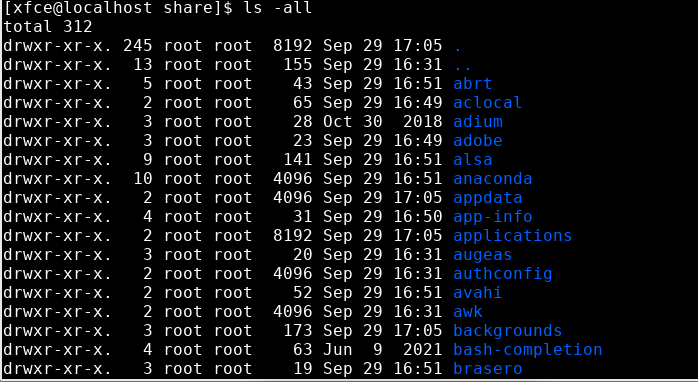 [xfce@localhost share]$ ls -all
total 312
drwxr-xr-x. 245 root root  8192 Sep 29 17:05 .
drwxr-xr-x.  13 root root   155 Sep 29 16:31 ..
drwxr-xr-x.   5 root root    43 Sep 29 16:51 abrt
drwxr-xr-x.   2 root root    65 Sep 29 16:49 aclocal
drwxr-xr-x.   3 root root    28 Oct 30  2018 adium
drwxr-xr-x.   3 root root    23 Sep 29 16:49 adobe
drwxr-xr-x.   9 root root   141 Sep 29 16:51 alsa
drwxr-xr-x.  10 root root  4096 Sep 29 16:51 anaconda
drwxr-xr-x.   2 root root  4096 Sep 29 17:05 appdata
drwxr-xr-x.   4 root root    31 Sep 29 16:50 app-info
drwxr-xr-x.   2 root root  8192 Sep 29 17:05 applications
drwxr-xr-x.   3 root root    20 Sep 29 16:31 augeas
drwxr-xr-x.   2 root root  4096 Sep 29 16:31 authconfig
drwxr-xr-x.   2 root root    52 Sep 29 16:51 avahi
drwxr-xr-x.   2 root root  4096 Sep 29 16:31 awk
drwxr-xr-x.   3 root root   173 Sep 29 17:05 backgrounds
drwxr-xr-x.   4 root root    63 Jun  9  2021 bash-completion
drwxr-xr-x.   3 root root    19 Sep 29 16:51 brasero